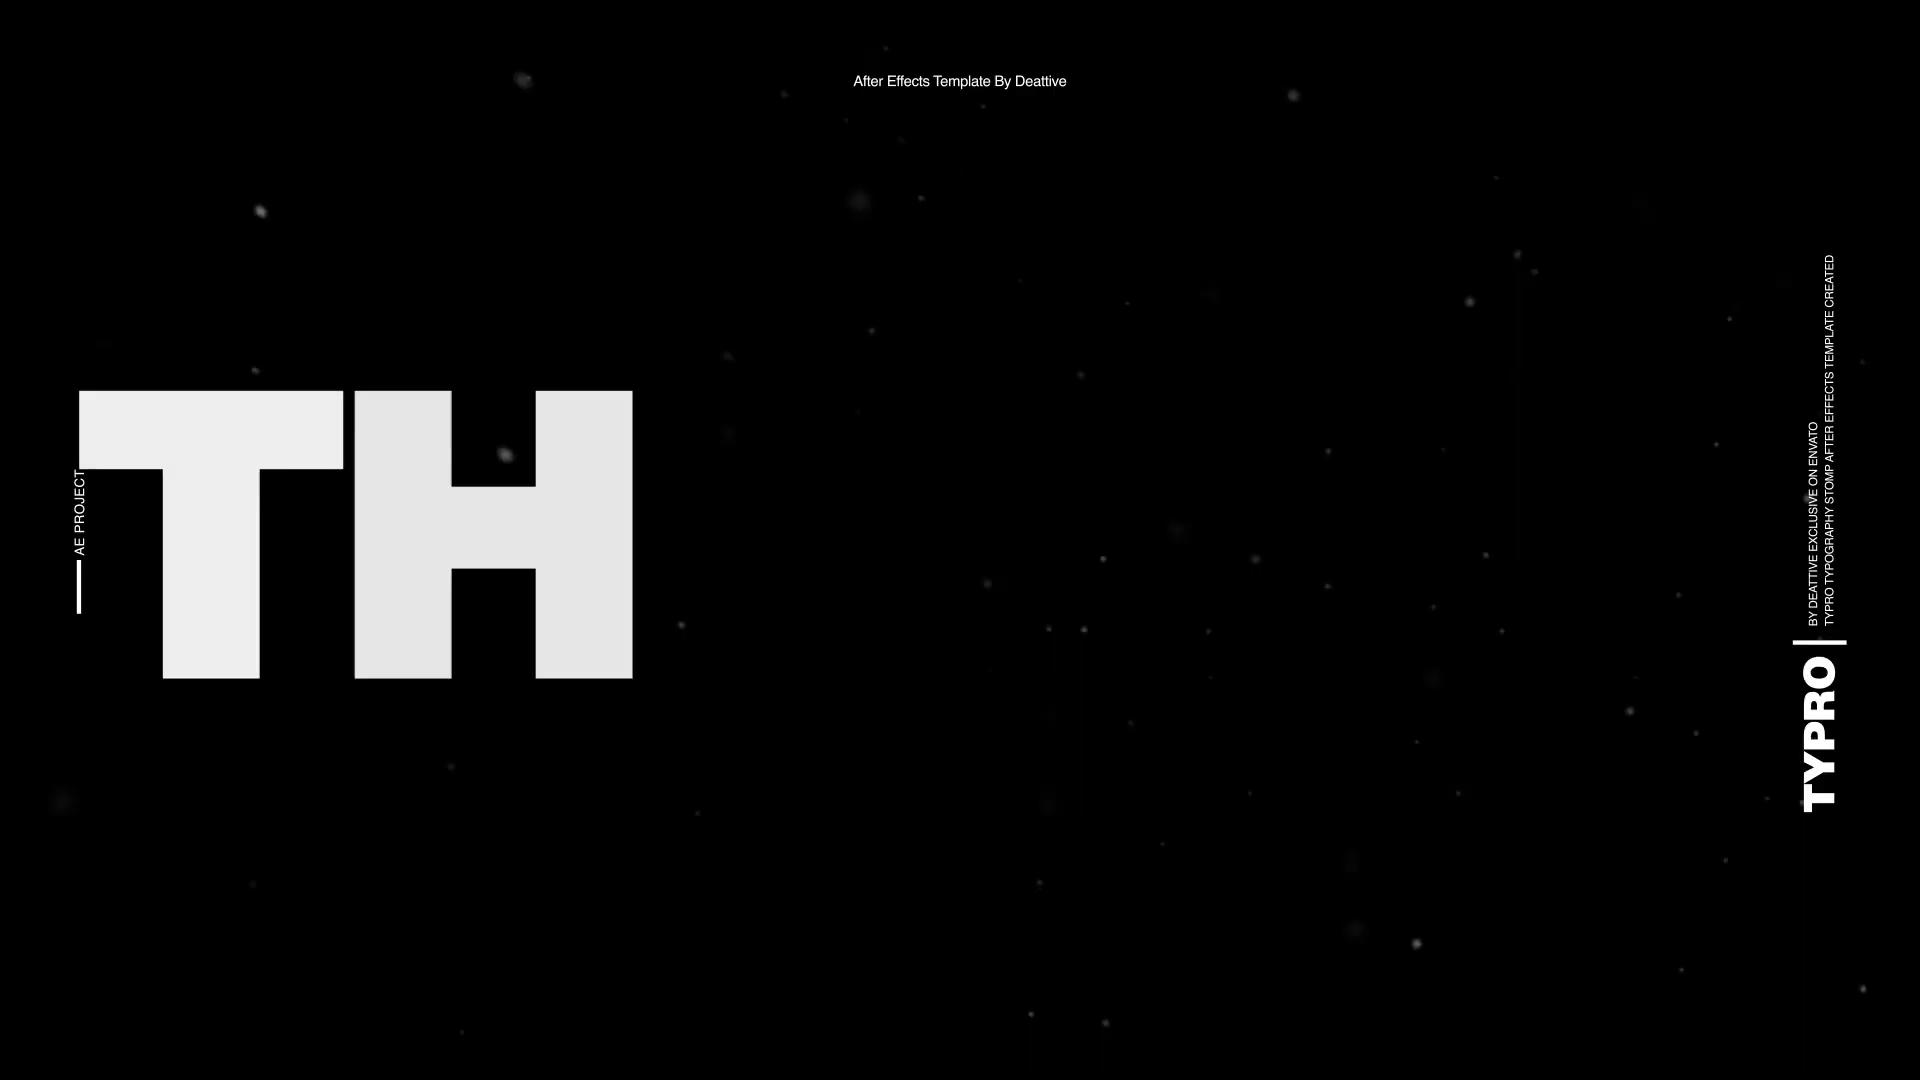 After Effects Template By Deattive
TH
AE PROJECT
TYPRO TYPOGRAPHY STOMP AFTER EFFECTS TEMPLATE CREATED
BY DEATTIVE EXCLUSIVE ON ENVATO
TYPRO